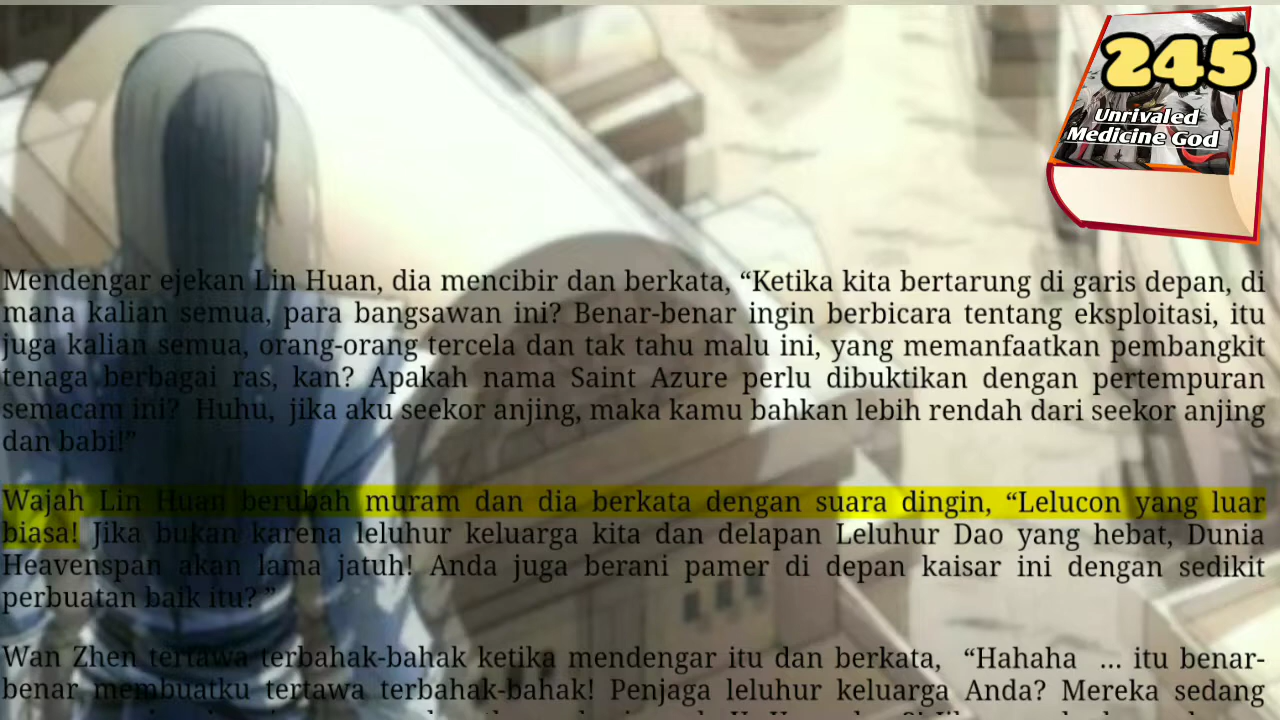 245
Unrivaled
Medicine God
Mendengar ejekan Lin Huan, dia mencibir dan berkata, “Ketika kita bertarung di garis depan, di
mana kalian semua, para bangsawan ini? Benar-benar ingin berbicara tentang eksploitasi, itu
juga kalian semua, orang-orang tercela dan tak tahu malu ini, yang memanfaatkan pembangkit
tenaga berbagai ras, kan? Apakah nama Saint Azure perlu dibuktikan dengan pertempuran
semacam ini? Huhu, jika aku seekor anjing, maka kamu bahkan lebih rendah dari seekor anjing
dan babi!”
Wajah Lin Huan berubah muram dan dia berkata dengan suara dingin, “Lelucon yang luar
biasa! Jika bukan karena leluhur keluarga kita dan delapan Leluhur Dao yang hebat, Dunia
Heavenspan akan lama jatuh! Anda juga berani pamer di depan kaisar ini dengan sedikit
perbuatan baik itu? ”
Wan Zhen tertawa terbahak-bahak ketika mendengar itu dan berkata, “Hahaha … itu benar-
benar membuatku tertawa terbahak-bahak! Penjaga leluhur keluarga Anda? Mereka sedang